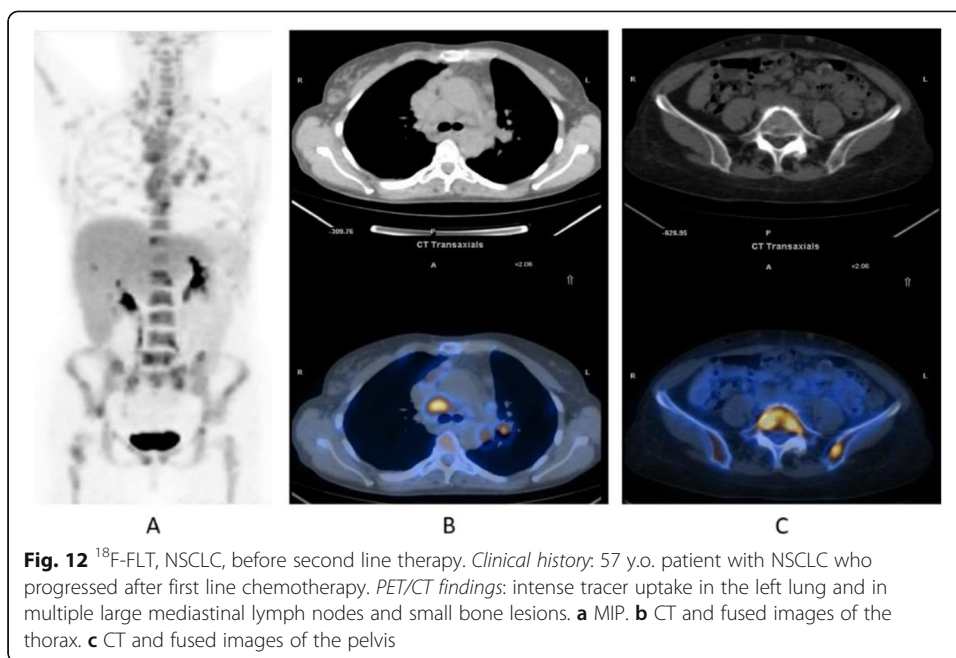 R
L
-309.76
P
CT Transaxials
A
×2.06
⇧
R
L
R
L
-626.95
P
CT Transaxials
A
×2.06
⇧
R
L
A
B
C
Fig. 12 ¹⁸F-FLT, NSCLC, before second line therapy. Clinical history: 57 y.o. patient with NSCLC who
progressed after first line chemotherapy. PET/CT findings: intense tracer uptake in the left lung and in
multiple large mediastinal lymph nodes and small bone lesions. a MIP. b CT and fused images of the
thorax. c CT and fused images of the pelvis